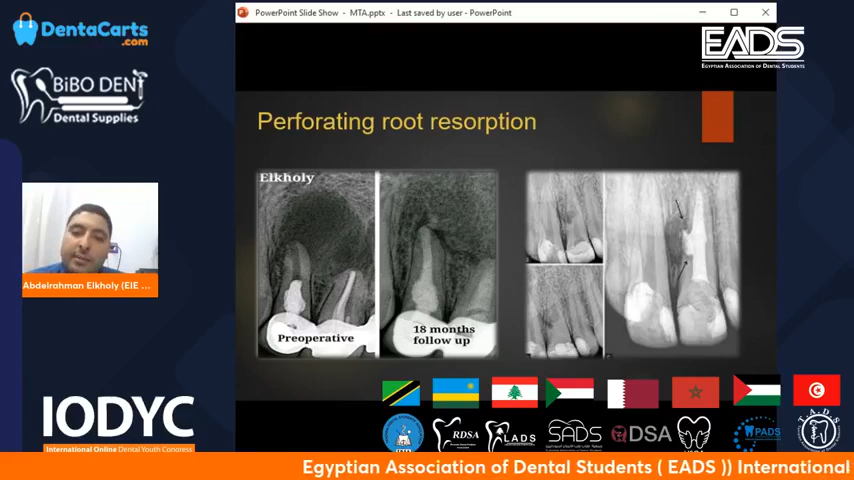 PowerPoint Slide Show - MTA.pptx - Last saved by user - PowerPoint
DentaCarts
.com
BiBO DENT
Dental Supplies
EADS
EGYPTIAN ASSOCIATION OF DENTAL STUDENTS
Perforating root resorption
Elkholy
Preoperative
18 months
follow up
Abdelrahman Elkholy (EIE ...
IODYC
International Online Dental Youth Congress
RDSA
LADS
SADS
QDSA
PADS
T.A.D.S
Egyptian Association of Dental Students ( EADS )) International